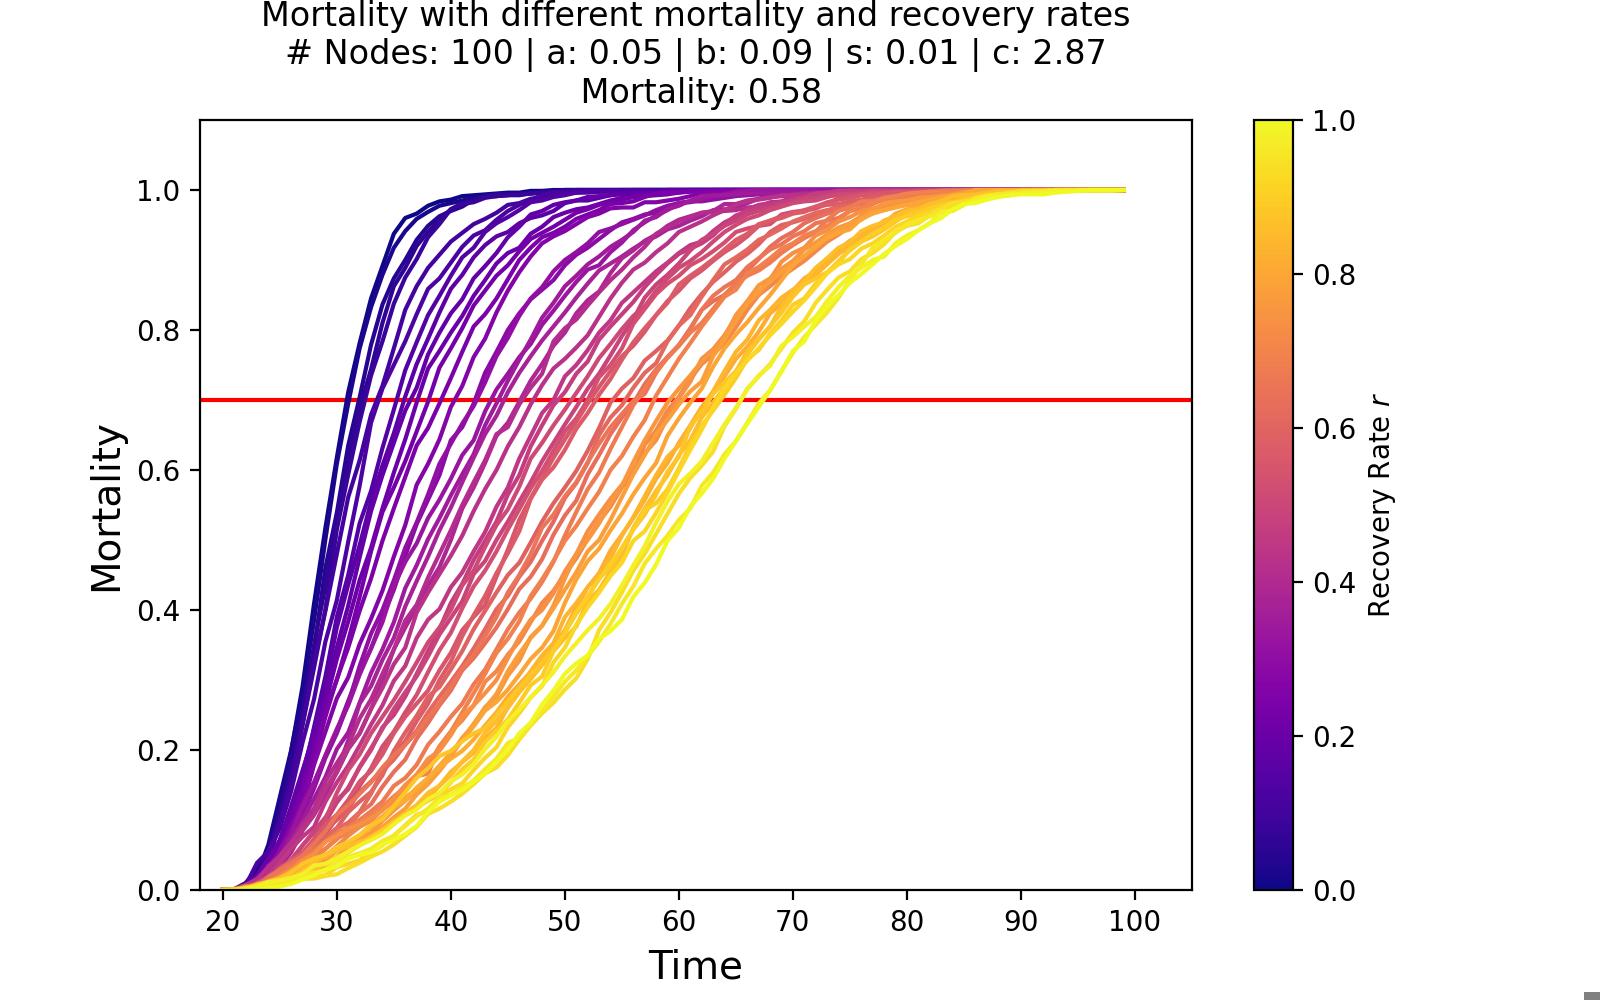 Mortality with different mortality and recovery rates
# Nodes: 100 | a: 0.05 | b: 0.09 | s: 0.01 | c: 2.87
Mortality: 0.58
Mortality
1.0
0.8
0.6
0.4
0.2
0.0
20 30 40 50 60 70 80 90 100
Time
1.0
0.8
0.6
0.4
0.2
0.0
Recovery Rate r